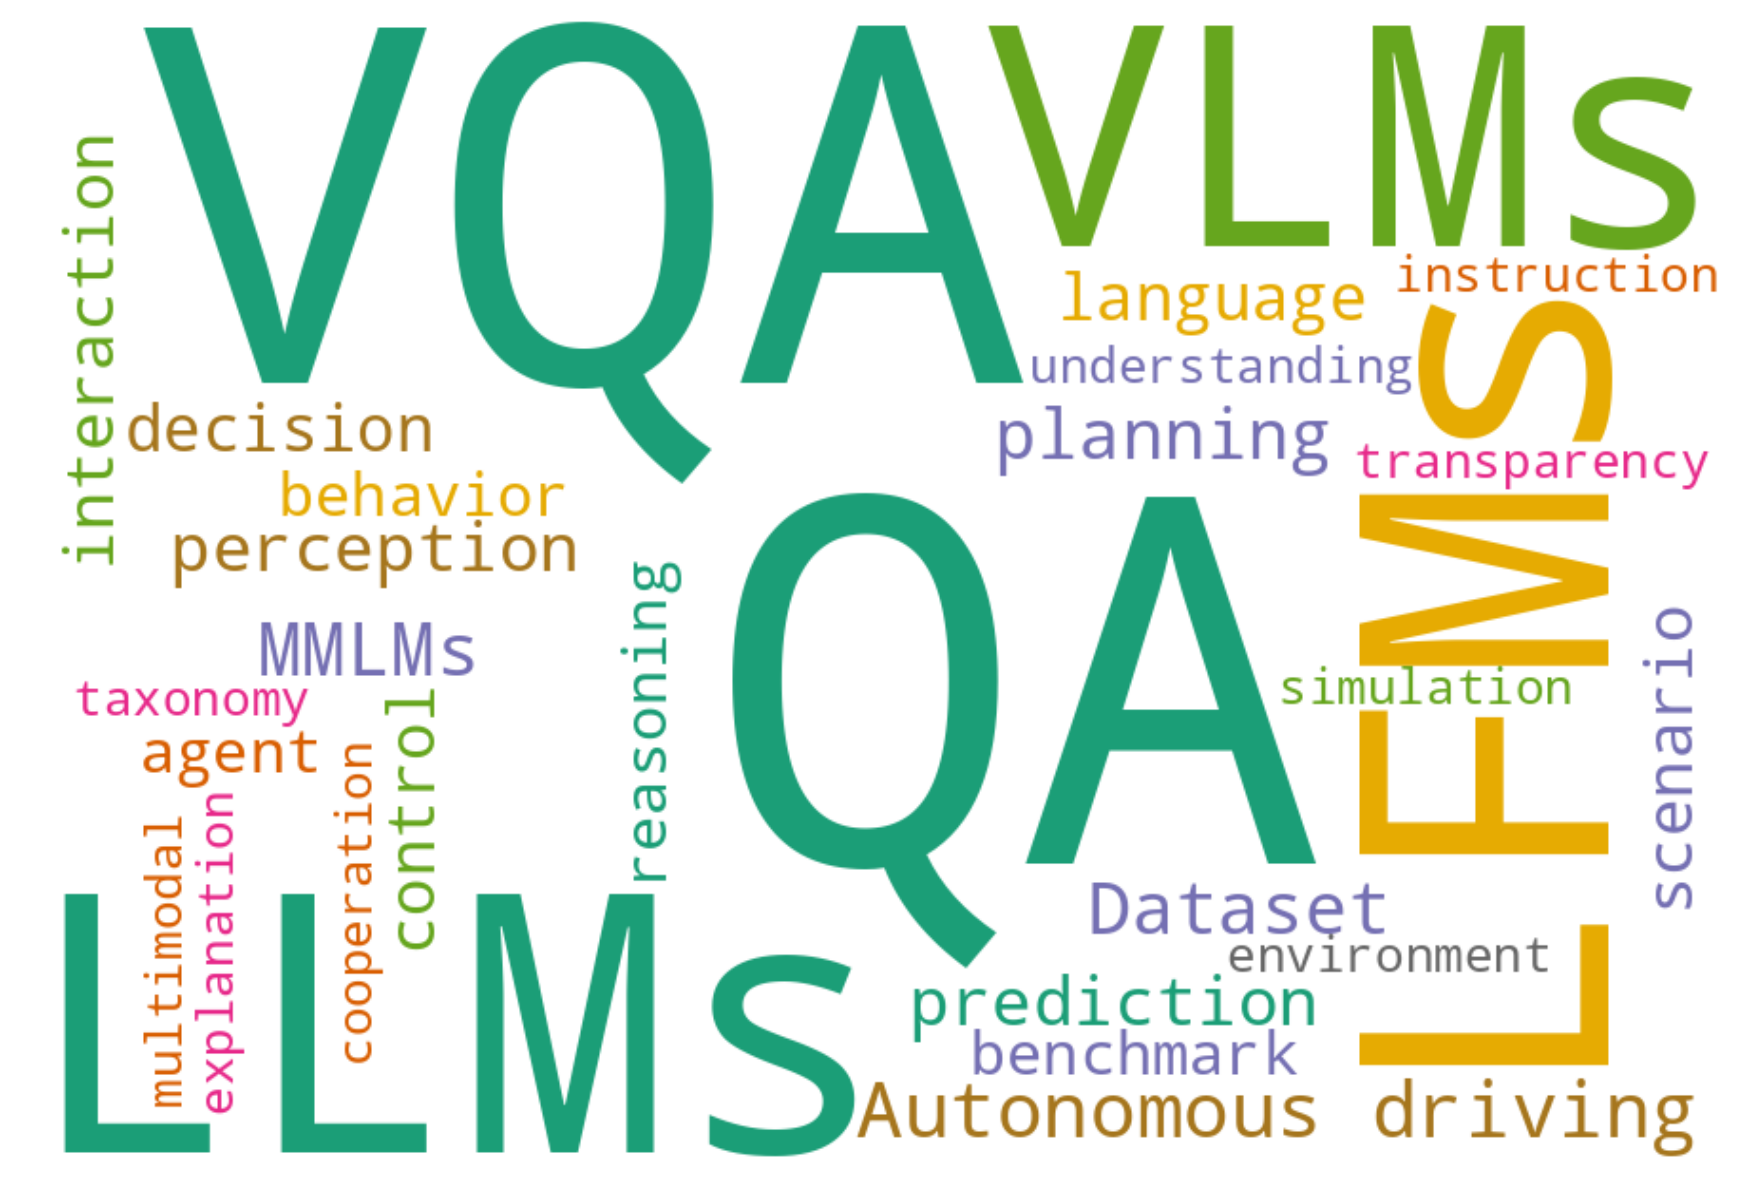 VQA
VLMs
interaction
language
instruction
understanding
LFMs
decision
planning
behavior
transparency
perception
QA
reasoning
MMLMs
scenario
simulation
taxonomy
control
agent
cooperation
explanation
multimodal
LLMs
Dataset
environment
prediction
benchmark
Autonomous driving